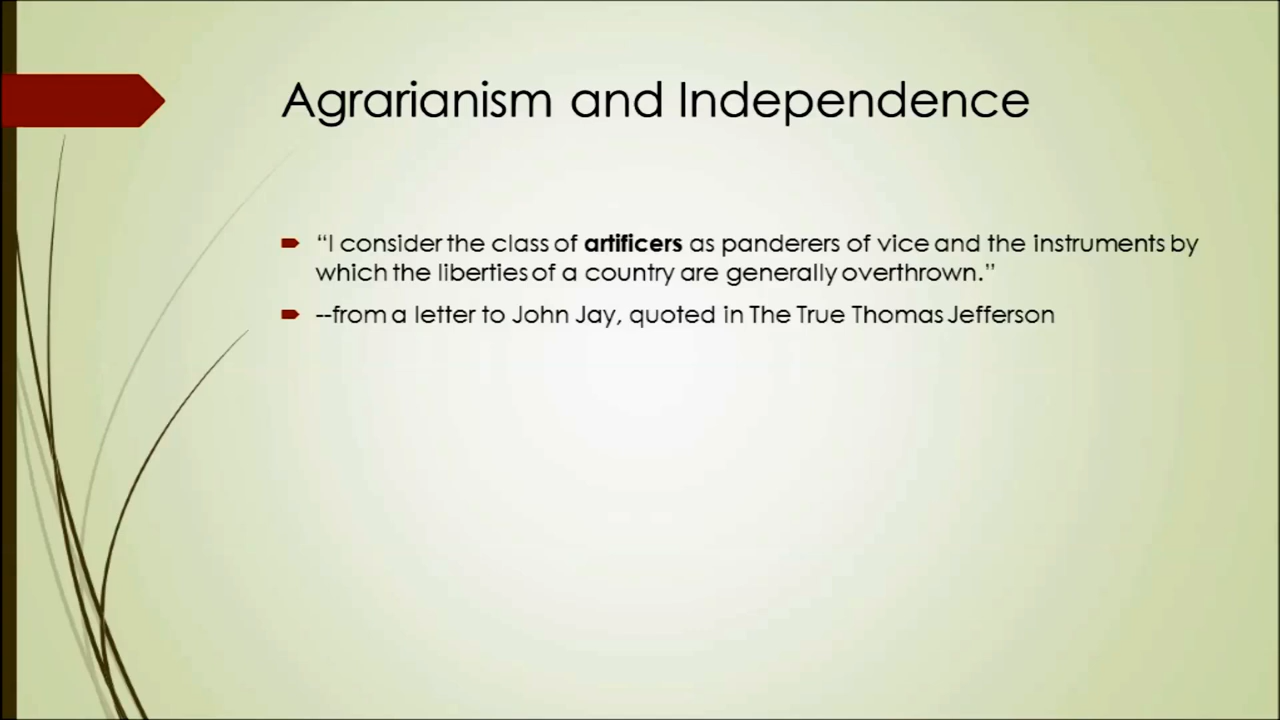 Agrarianism and Independence
“I consider the class of artificers as panderers of vice and the instruments by
which the liberties of a country are generally overthrown.”
--from a letter to John Jay, quoted in The True Thomas Jefferson